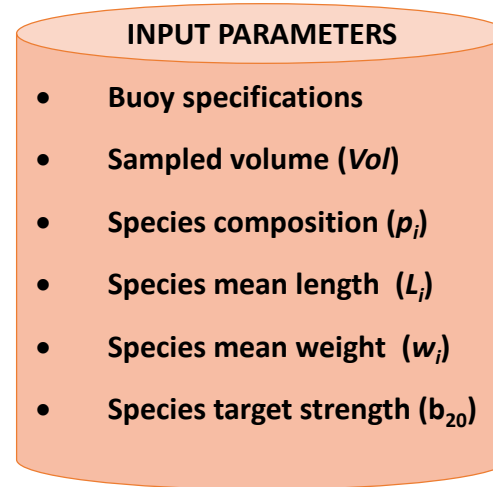 INPUT PARAMETERS
• Buoy specifications
• Sampled volume (Vol)
• Species composition (pᵢ)
• Species mean length (Lᵢ)
• Species mean weight (wᵢ)
• Species target strength (b₂₀)